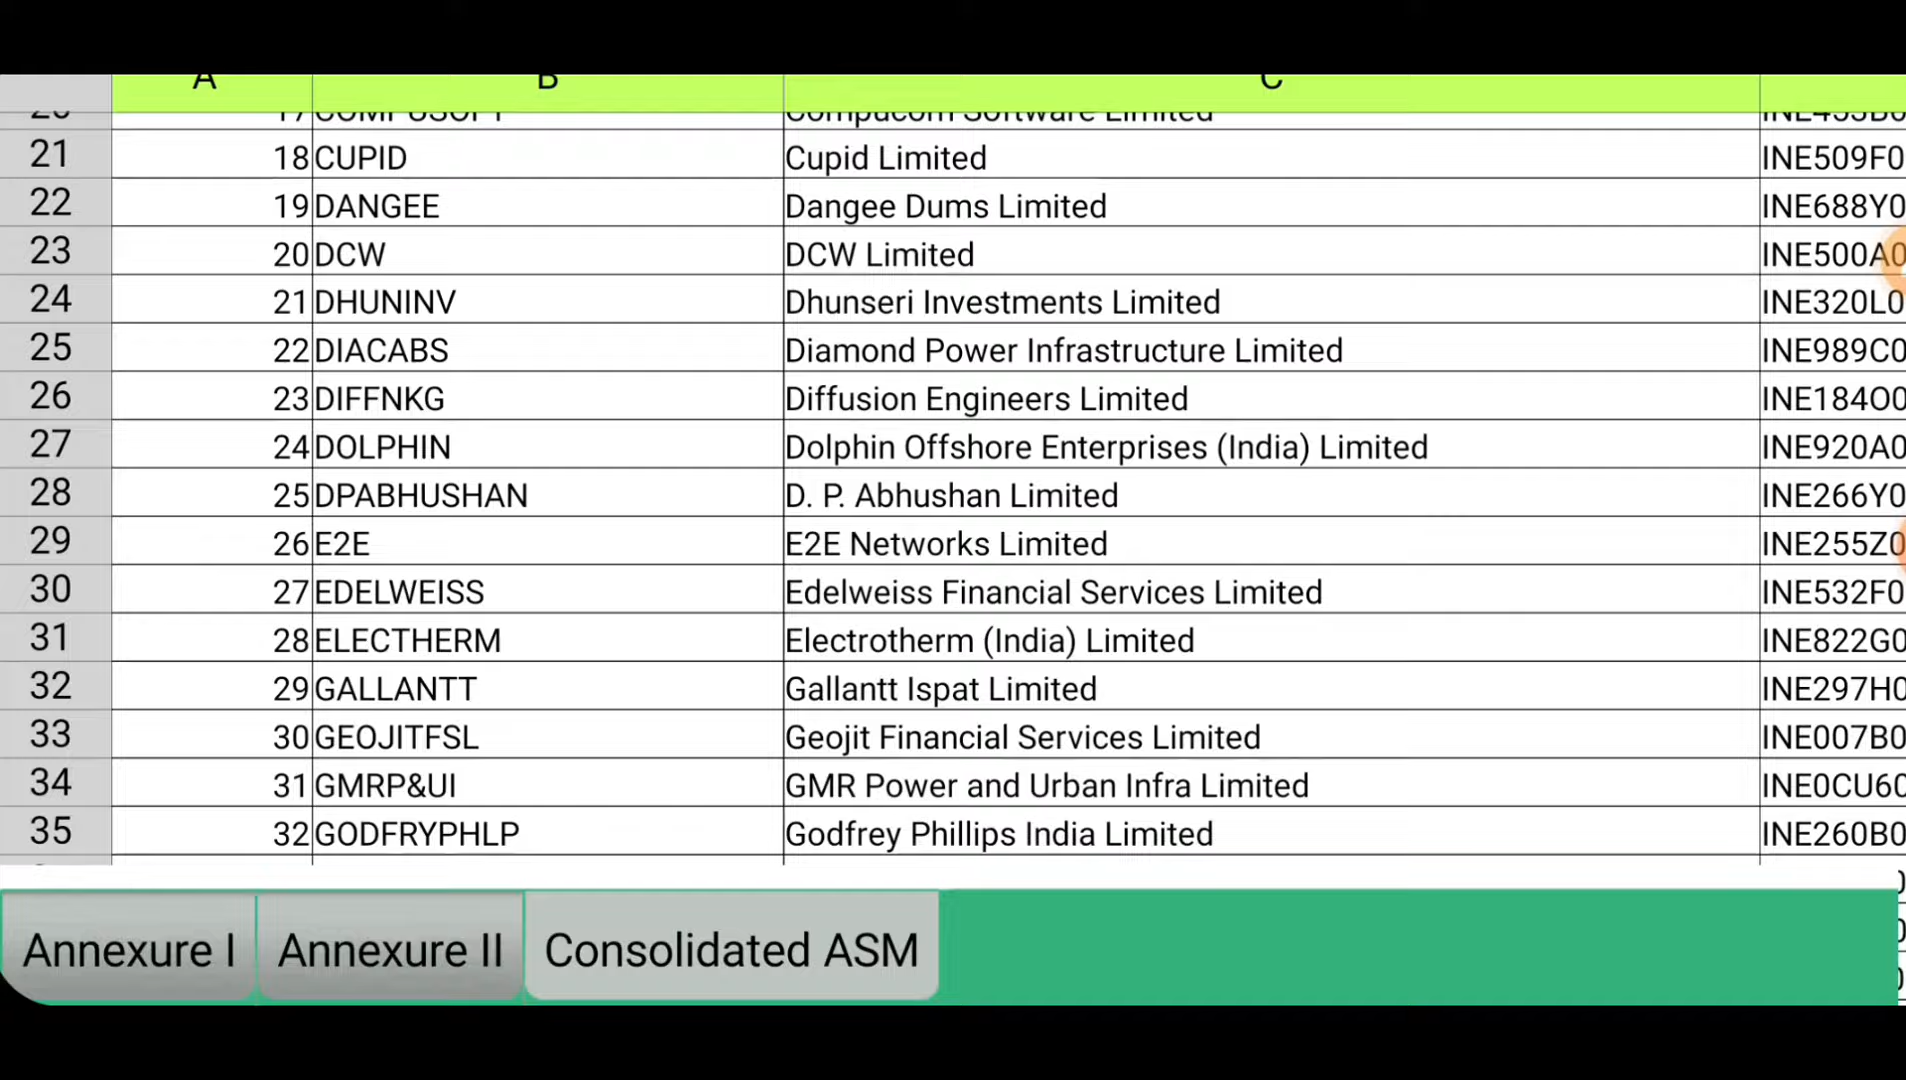 A B C
17 COMPUSOFT Compucom Software Limited
21 18 CUPID Cupid Limited INE509F0
22 19 DANGEE Dangee Dums Limited INE688Y0
23 20 DCW DCW Limited INE500A0
24 21 DHUNINV Dhunseri Investments Limited INE320L0
25 22 DIACABS Diamond Power Infrastructure Limited INE989C0
26 23 DIFFNKG Diffusion Engineers Limited INE184O0
27 24 DOLPHIN Dolphin Offshore Enterprises (India) Limited INE920A0
28 25 DPABHUSHAN D. P. Abhushan Limited INE266Y0
29 26 E2E E2E Networks Limited INE255Z0
30 27 EDELWEISS Edelweiss Financial Services Limited INE532F0
31 28 ELECTHERM Electrotherm (India) Limited INE822G0
32 29 GALLANTT Gallantt Ispat Limited INE297H0
33 30 GEOJITFSL Geojit Financial Services Limited INE007B0
34 31 GMRP&UI GMR Power and Urban Infra Limited INE0CU60
35 32 GODFRYPHLP Godfrey Phillips India Limited INE260B0
Annexure I Annexure II Consolidated ASM